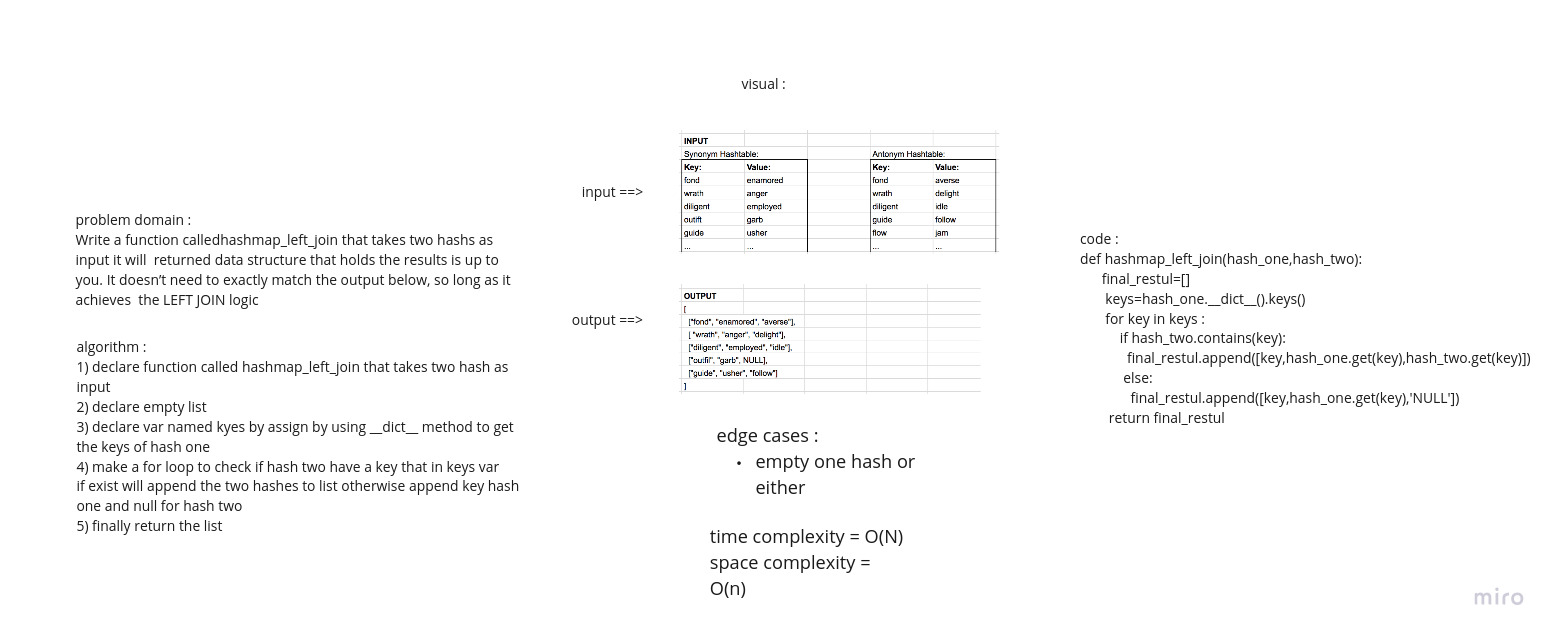 visual :
problem domain :
Write a function calledhashmap_left_join that takes two hashs as
input it will  returned data structure that holds the results is up to
you. It doesn’t need to exactly match the output below, so long as it
achieves  the LEFT JOIN logic
algorithm :
1) declare function called hashmap_left_join that takes two hash as
input
2) declare empty list
3) declare var named kyes by assign by using __dict__ method to get
the keys of hash one
4) make a for loop to check if hash two have a key that in keys var
if exist will append the two hashes to list otherwise append key hash
one and null for hash two
5) finally return the list
input ==>
INPUT
Synonym Hashtable: Antonym Hashtable:
Key: Value: Key: Value:
fond enamored fond averse
wrath anger wrath delight
diligent employed diligent idle
outift garb guide follow
guide usher flow jam
... ... ... ...
output ==>
OUTPUT
[
["fond", "enamored", "averse"],
[ "wrath", "anger", "delight"],
["diligent", "employed", "idle"],
["outfit", "garb", NULL],
["guide", "usher", "follow"]
]
edge cases :
• empty one hash or
either
time complexity = O(N)
space complexity =
O(n)
code :
def hashmap_left_join(hash_one,hash_two):
final_restul=[]
keys=hash_one.__dict__().keys()
for key in keys :
if hash_two.contains(key):
final_restul.append([key,hash_one.get(key),hash_two.get(key)])
else:
final_restul.append([key,hash_one.get(key),'NULL'])
return final_restul
miro